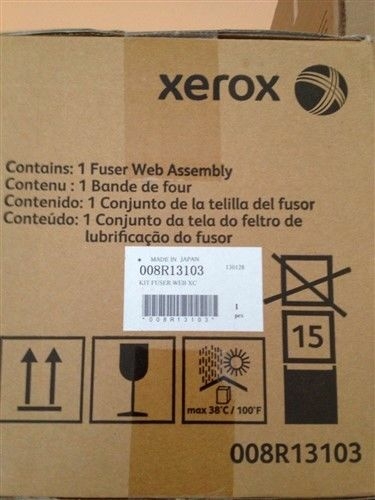 xerox
Contains: 1 Fuser Web Assembly
Contenu : 1 Bande de four
Contenido: 1 Conjunto de la telilla del fusor
Conteúdo: 1 Conjunto da tela do feltro de
lubrificação do fusor
MADE IN JAPAN
008R13103 130128
KIT FUSER WEB XC
1
pcs
*008R13103*
15
max 38°C / 100°F
008R13103